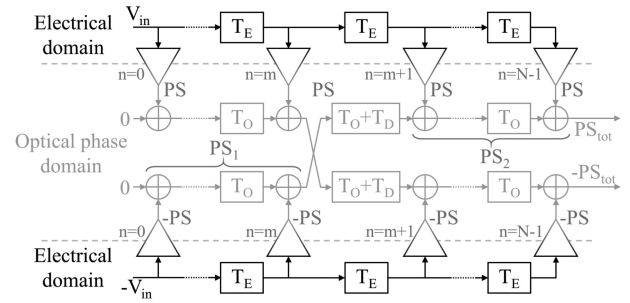 Electrical domain
V_in
T_E T_E T_E
n=0 n=m n=m+1 n=N-1
PS PS PS PS
0 T_O T_O+T_D T_O
PS_tot
Optical phase domain
PS_1 PS_2
0 T_O T_O+T_D T_O
-PS_tot
-PS -PS -PS -PS
n=0 n=m n=m+1 n=N-1
Electrical domain
-V_in
T_E T_E T_E